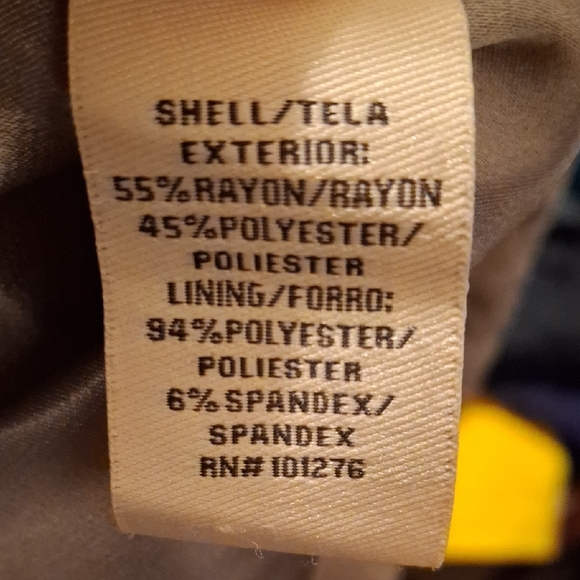 SHELL/TELA
EXTERIOR:
55%RAYON/RAYON
45%POLYESTER/
POLIESTER
LINING/FORRO:
94%POLYESTER/
POLIESTER
6%SPANDEX/
SPANDEX
RN#101276